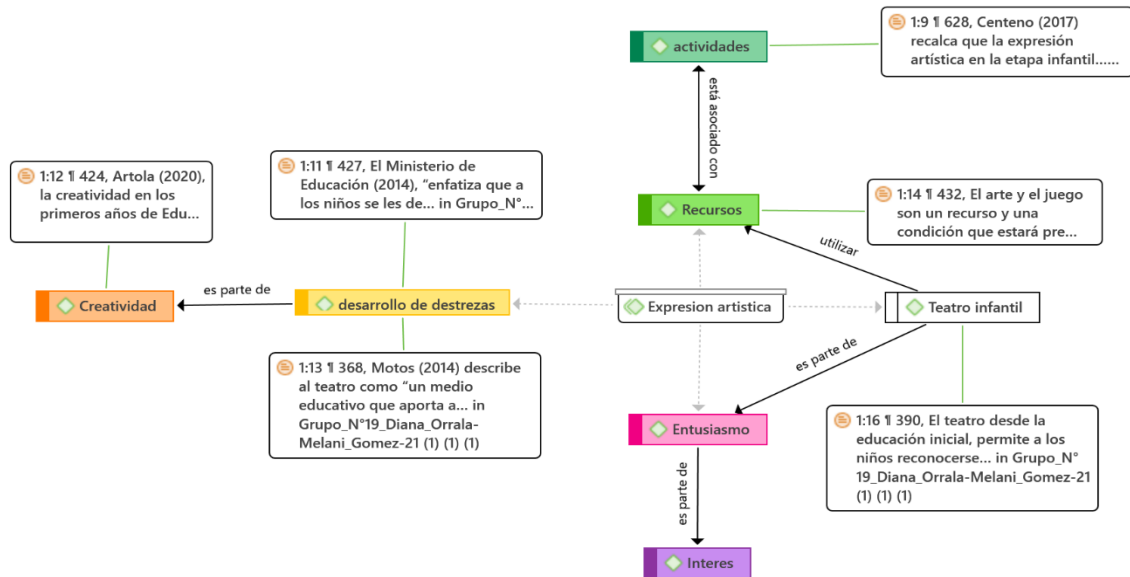 1:9 ¶ 628, Centeno (2017)
recalca que la expresión
artística en la etapa infantil......
actividades
está asociado con
1:12 ¶ 424, Artola (2020),
la creatividad en los
primeros años de Edu...
1:11 ¶ 427, El Ministerio de
Educación (2014), “enfatiza que a
los niños se les de... in Grupo_N°...
1:14 ¶ 432, El arte y el juego
son un recurso y una
condición que estará pre...
Recursos
utilizar
Creatividad
es parte de
desarrollo de destrezas
Expresion artistica
Teatro infantil
es parte de
1:13 ¶ 368, Motos (2014) describe
al teatro como “un medio
educativo que aporta a... in
Grupo_N°19_Diana_Orrala-
Melani_Gomez-21 (1) (1) (1)
Entusiasmo
1:16 ¶ 390, El teatro desde la
educación inicial, permite a los
niños reconocerse... in Grupo_N°
19_Diana_Orrala-Melani_Gomez-21
(1) (1) (1)
es parte de
Interes